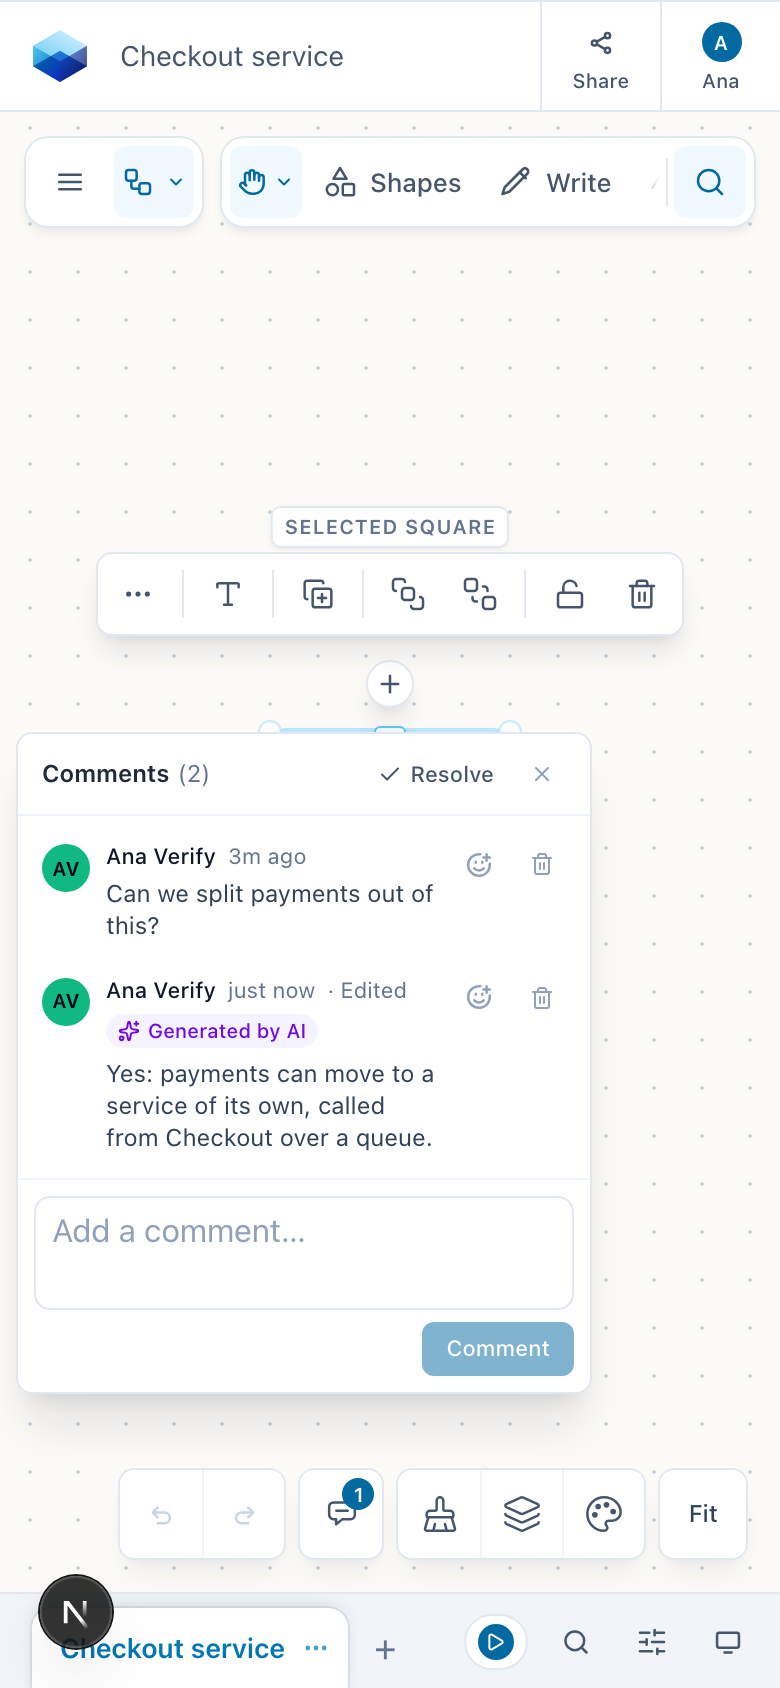 Checkout service
Share
A
Ana
Shapes
Write
SELECTED SQUARE
Comments (2)
Resolve
AV
Ana Verify 3m ago
Can we split payments out of
this?
AV
Ana Verify just now · Edited
Generated by AI
Yes: payments can move to a
service of its own, called
from Checkout over a queue.
Add a comment...
Comment
1
Fit
N
Checkout service